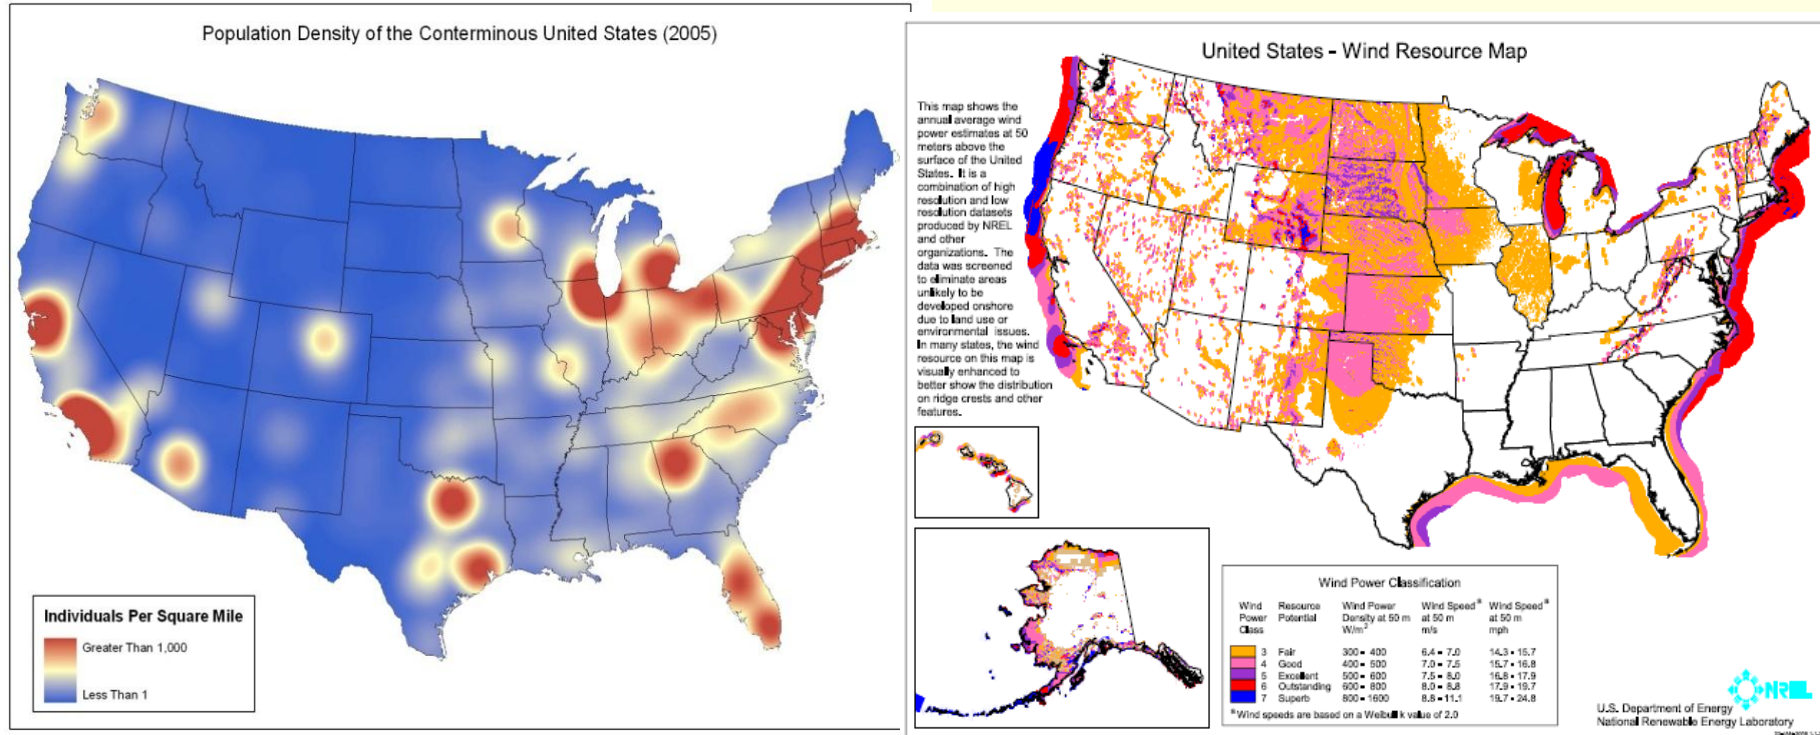 Population Density of the Conterminous United States (2005)
Individuals Per Square Mile
Greater Than 1,000
Less Than 1
United States - Wind Resource Map
This map shows the
annual average wind
power estimates at 50
meters above the
surface of the United
States. It is a
combination of high
resolution and low
resolution datasets
produced by NREL
and other
organizations. The
data was screened
to eliminate areas
unlikely to be
developed onshore
due to land use or
environmental issues.
In many states, the wind
resource on this map is
visually enhanced to
better show the distribution
on ridge crests and other
features.
Wind Power Classification
Wind Resource Wind Power Wind Speed a Wind Speed a
Power Potential Density at 50 m at 50 m at 50 m
Class W/m2 m/s mph
3 Fair 300 - 400 6.4 - 7.0 14.3 - 15.7
4 Good 400 - 500 7.0 - 7.5 15.7 - 16.8
5 Excellent 500 - 600 7.5 - 8.0 16.8 - 17.9
6 Outstanding 600 - 800 8.0 - 8.8 17.9 - 19.7
7 Superb 800 - 1600 8.8 - 11.1 19.7 - 24.8
a Wind speeds are based on a Weibull k value of 2.0
NREL
U.S. Department of Energy
National Renewable Energy Laboratory